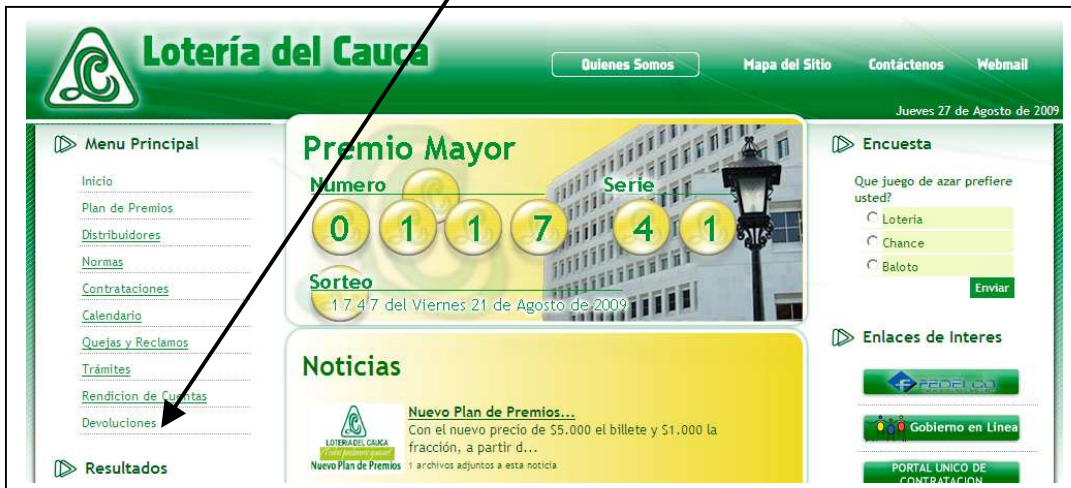 Lotería del Cauca
Quienes Somos
Mapa del Sitio
Contáctenos
Webmail
Jueves 27 de Agosto de 2009
Menu Principal
Inicio
Plan de Premios
Distribuidores
Normas
Contrataciones
Calendario
Quejas y Reclamos
Trámites
Rendicion de Cuentas
Devoluciones
Resultados
Premio Mayor
Numero Serie
0 1 1 7 4 1
Sorteo
1747 del Viernes 21 de Agosto de 2009
Noticias
LOTERIA DEL CAUCA
Nuevo Plan de Premios
Nuevo Plan de Premios...
Con el nuevo precio de $5.000 el billete y $1.000 la
fracción, a partir d...
1 archivos adjuntos a esta noticia
Encuesta
Que juego de azar prefiere
usted?
Loteria
Chance
Baloto
Enviar
Enlaces de Interes
FEDELCO
Gobierno en Linea
PORTAL UNICO DE
CONTRATACION